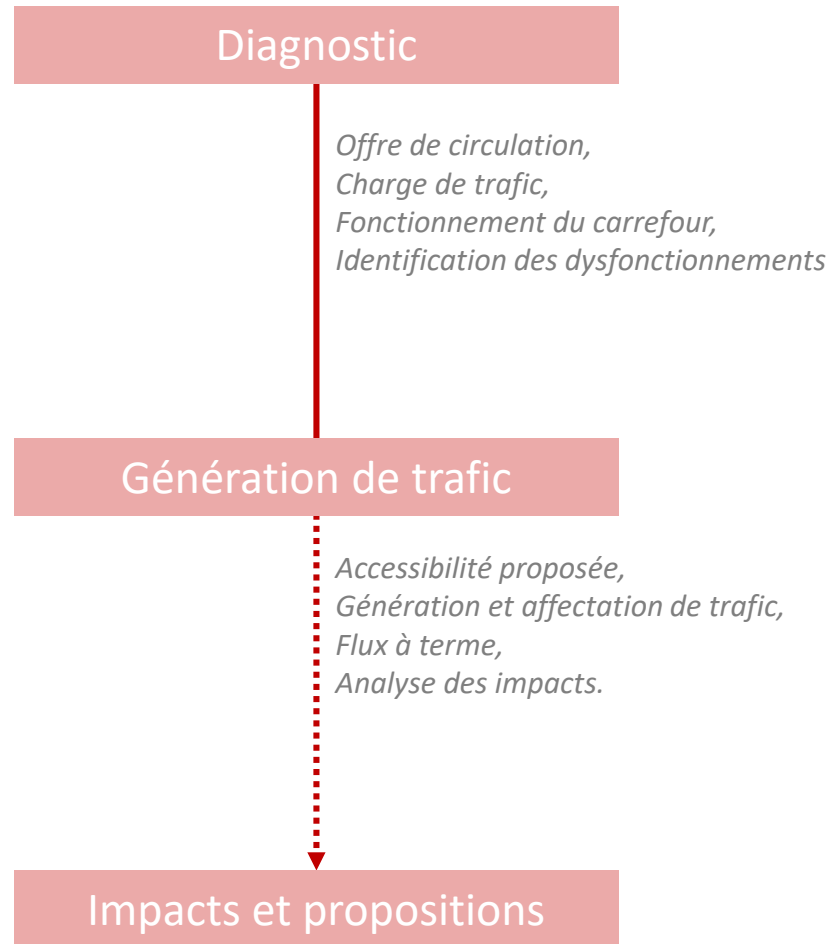 Diagnostic
Offre de circulation,
Charge de trafic,
Fonctionnement du carrefour,
Identification des dysfonctionnements
Génération de trafic
Accessibilité proposée,
Génération et affectation de trafic,
Flux à terme,
Analyse des impacts.
Impacts et propositions